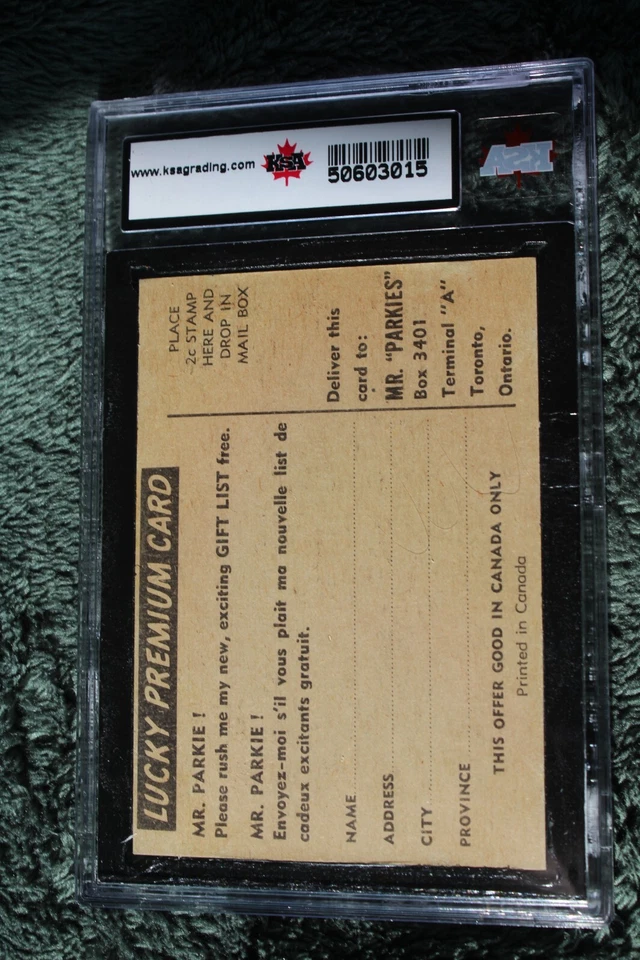 www.ksagrading.com
KSA
50603015
KSA
LUCKY PREMIUM CARD
MR. PARKIE !
Please rush me my new, exciting GIFT LIST free.
MR. PARKIE !
Envoyez-moi s'il vous plait ma nouvelle list de
cadeux excitants gratuit.
NAME
ADDRESS
CITY
PROVINCE
THIS OFFER GOOD IN CANADA ONLY
Printed in Canada
PLACE
2c STAMP
HERE AND
DROP IN
MAIL BOX
Deliver this
card to:
MR. "PARKIES"
Box 3401
Terminal "A"
Toronto,
Ontario.